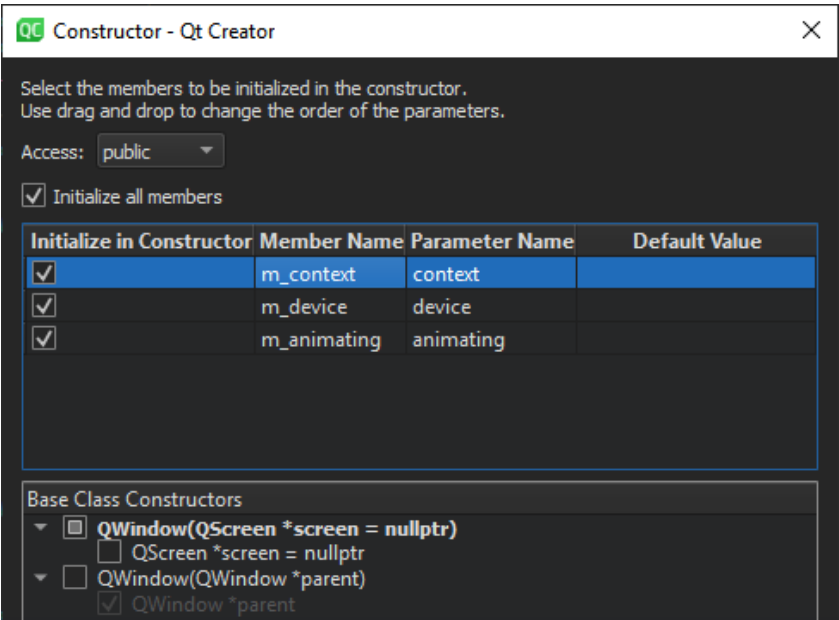 QC Constructor - Qt Creator
Select the members to be initialized in the constructor.
Use drag and drop to change the order of the parameters.
Access: public
Initialize all members
Initialize in Constructor Member Name Parameter Name Default Value
m_context context
m_device device
m_animating animating
Base Class Constructors
QWindow(QScreen *screen = nullptr)
QScreen *screen = nullptr
QWindow(QWindow *parent)
QWindow *parent